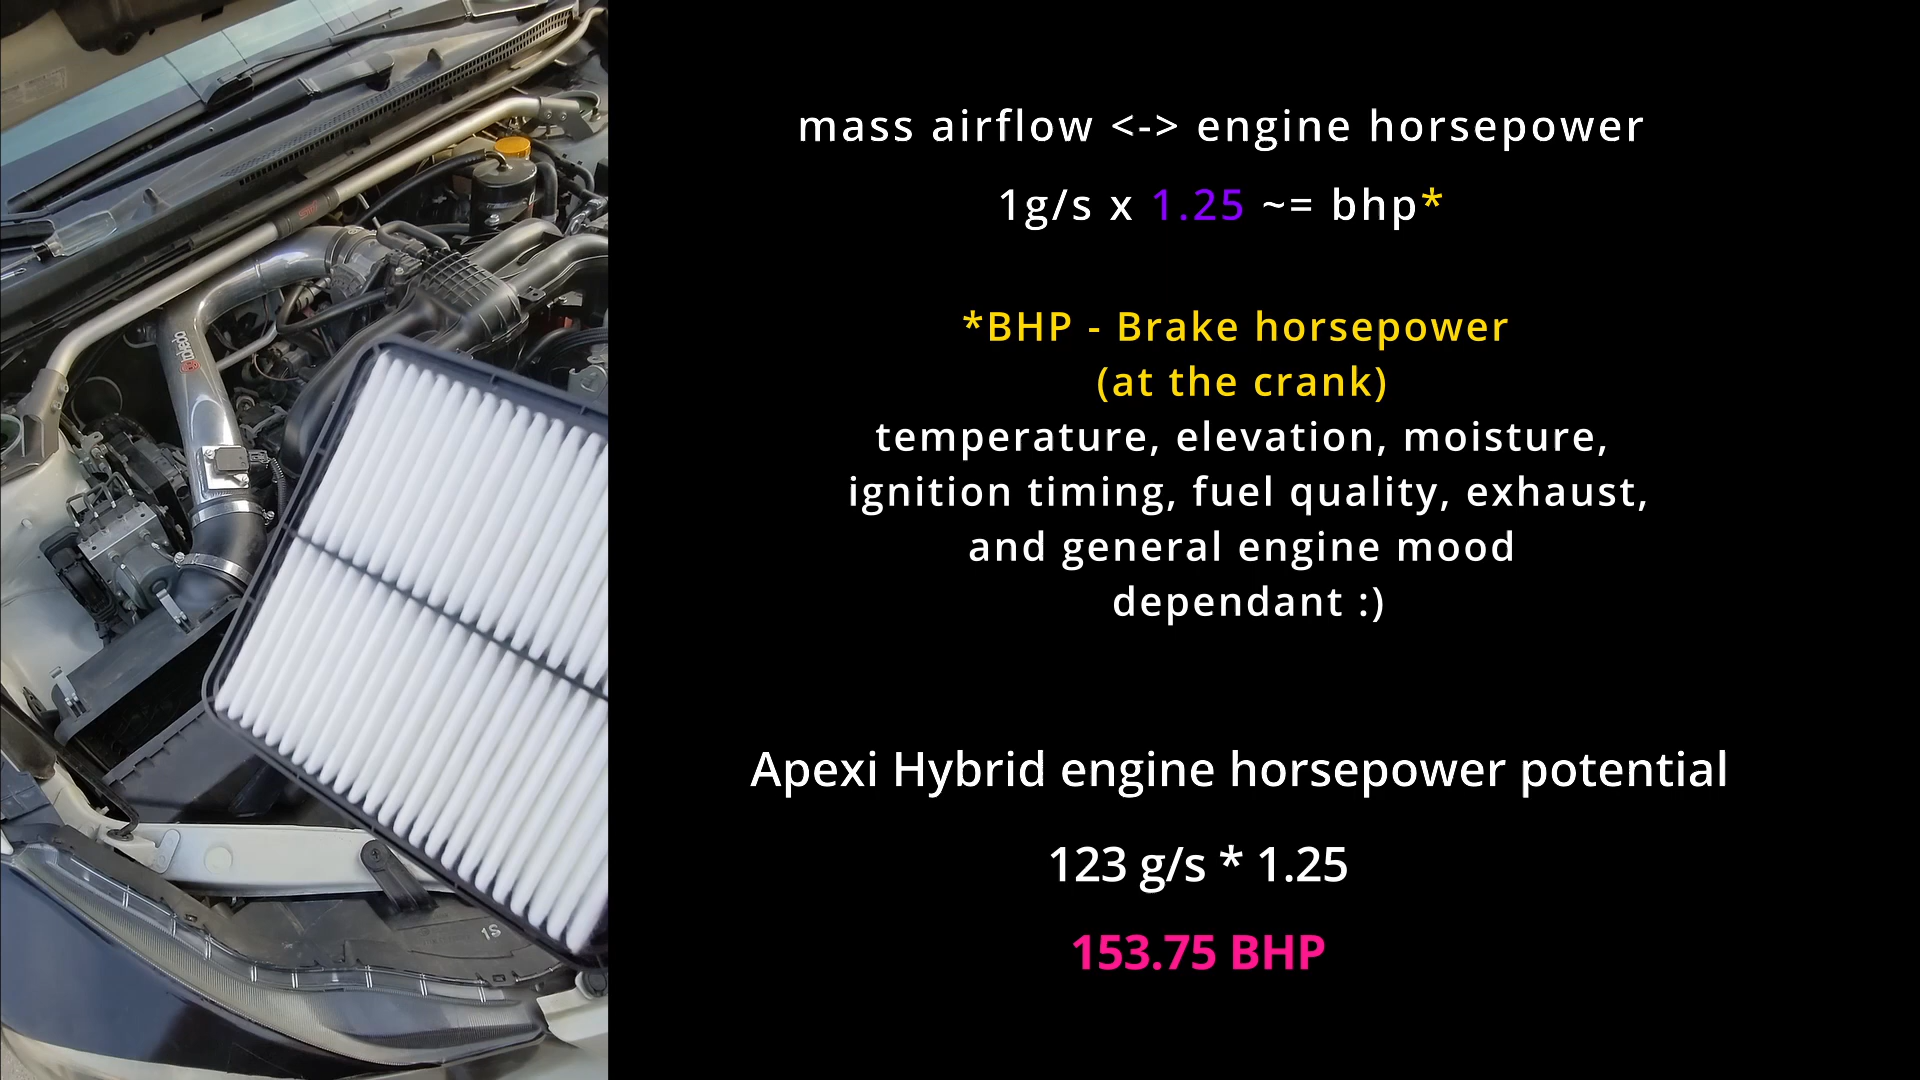 mass airflow <-> engine horsepower
1g/s x 1.25 ~= bhp*
*BHP - Brake horsepower
(at the crank)
temperature, elevation, moisture,
ignition timing, fuel quality, exhaust,
and general engine mood
dependant :)
Apexi Hybrid engine horsepower potential
123 g/s * 1.25
153.75 BHP
takeda